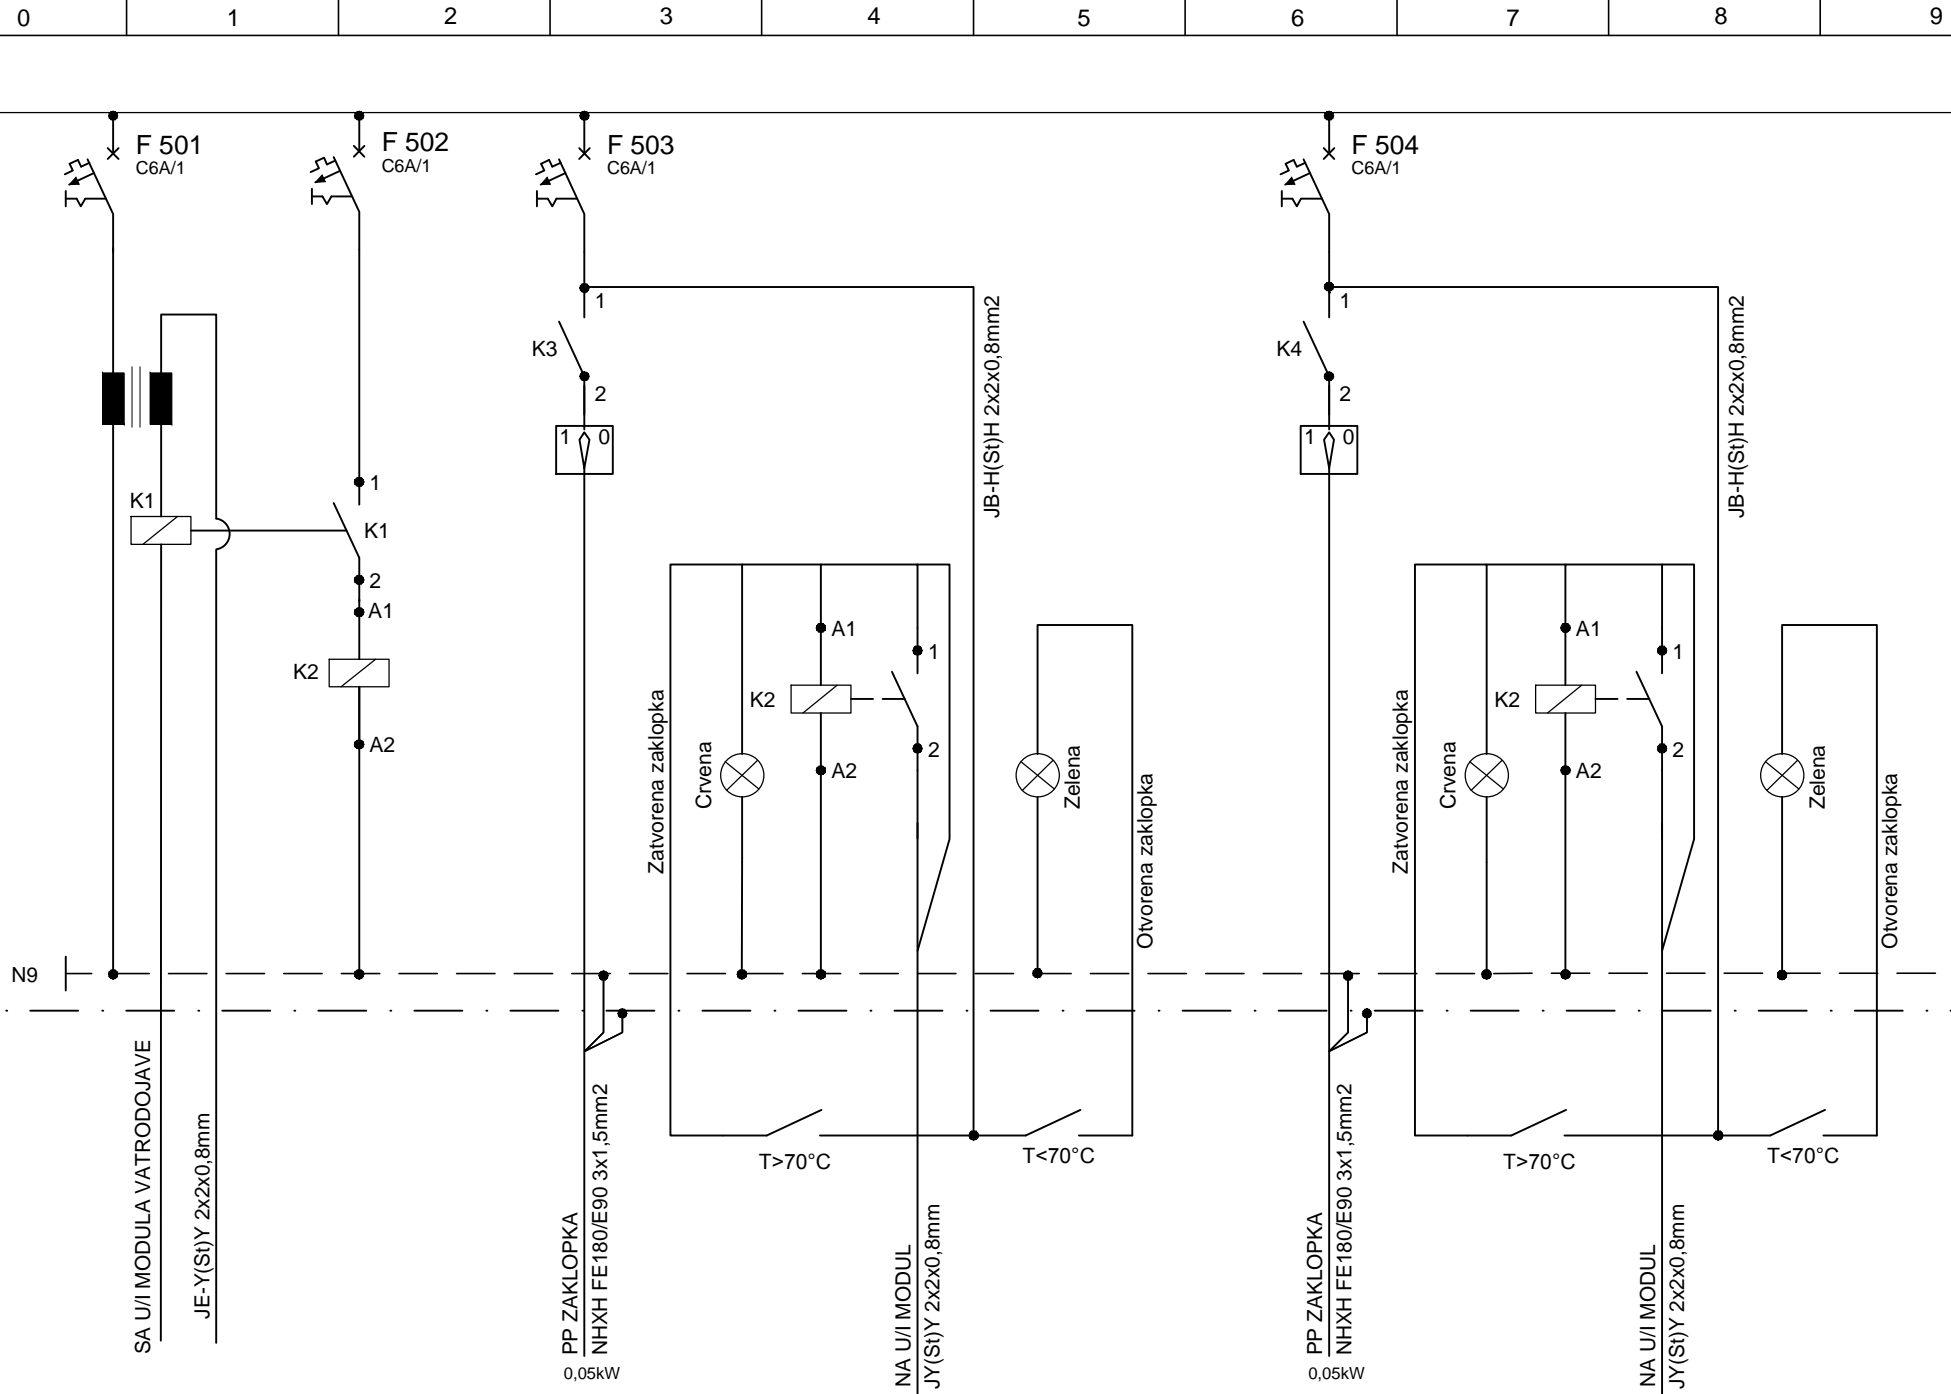 0 1 2 3 4 5 6 7 8 9
F 501
C6A/1
F 502
C6A/1
F 503
C6A/1
F 504
C6A/1
1
K3
2
1 0
1
K4
2
1 0
JB-H(St)H 2x2x0,8mm2
JB-H(St)H 2x2x0,8mm2
K1
1
K1
2
A1
K2
A2
Zatvorena zaklopka
Crvena
A1
K2
A2
1
2
Zelena
Otvorena zaklopka
Zatvorena zaklopka
Crvena
A1
K2
A2
1
2
Zelena
Otvorena zaklopka
N9
SA U/I MODULA VATRODOJAVE
JE-Y(St)Y 2x2x0,8mm
PP ZAKLOPKA
NHXH FE180/E90 3x1,5mm2
0,05kW
T>70°C
T<70°C
NA U/I MODUL
JY(St)Y 2x2x0,8mm
PP ZAKLOPKA
NHXH FE180/E90 3x1,5mm2
0,05kW
T>70°C
T<70°C
NA U/I MODUL
JY(St)Y 2x2x0,8mm